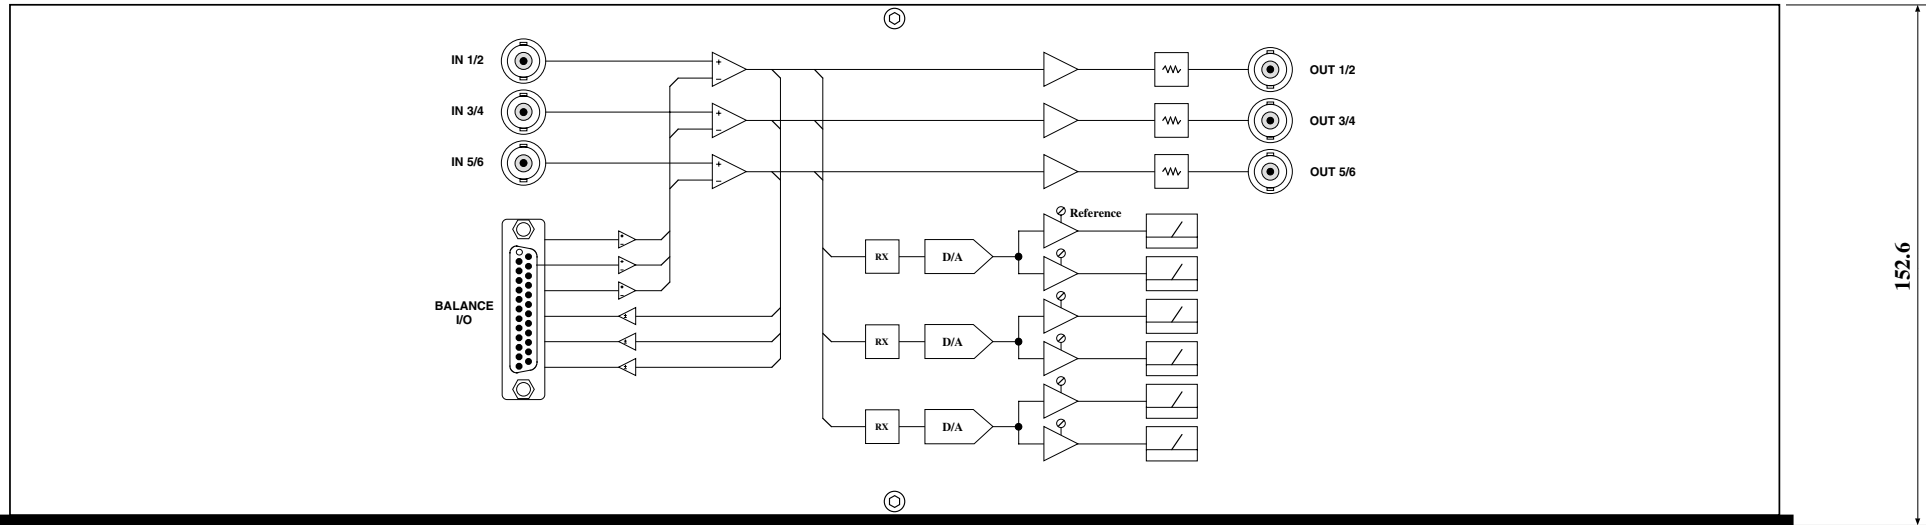 IN 1/2
OUT 1/2
IN 3/4
OUT 3/4
IN 5/6
OUT 5/6
Reference
RX
D/A
152.6
BALANCE
I/O
RX
D/A
RX
D/A